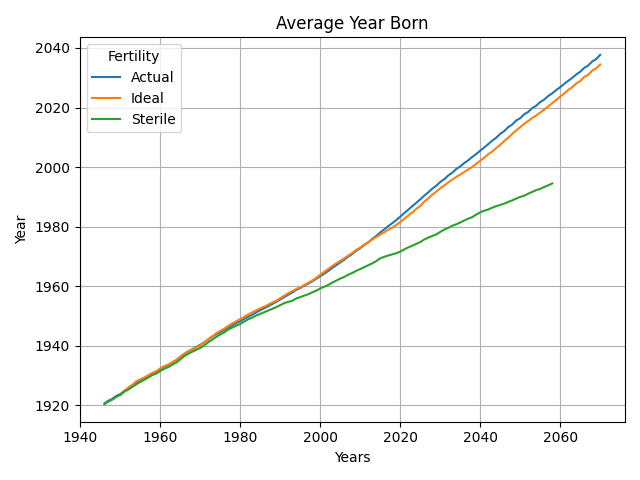 Average Year Born
2040
2020
2000
1980
1960
1940
1920
Year
Fertility
Actual
Ideal
Sterile
1940 1960 1980 2000 2020 2040 2060
Years